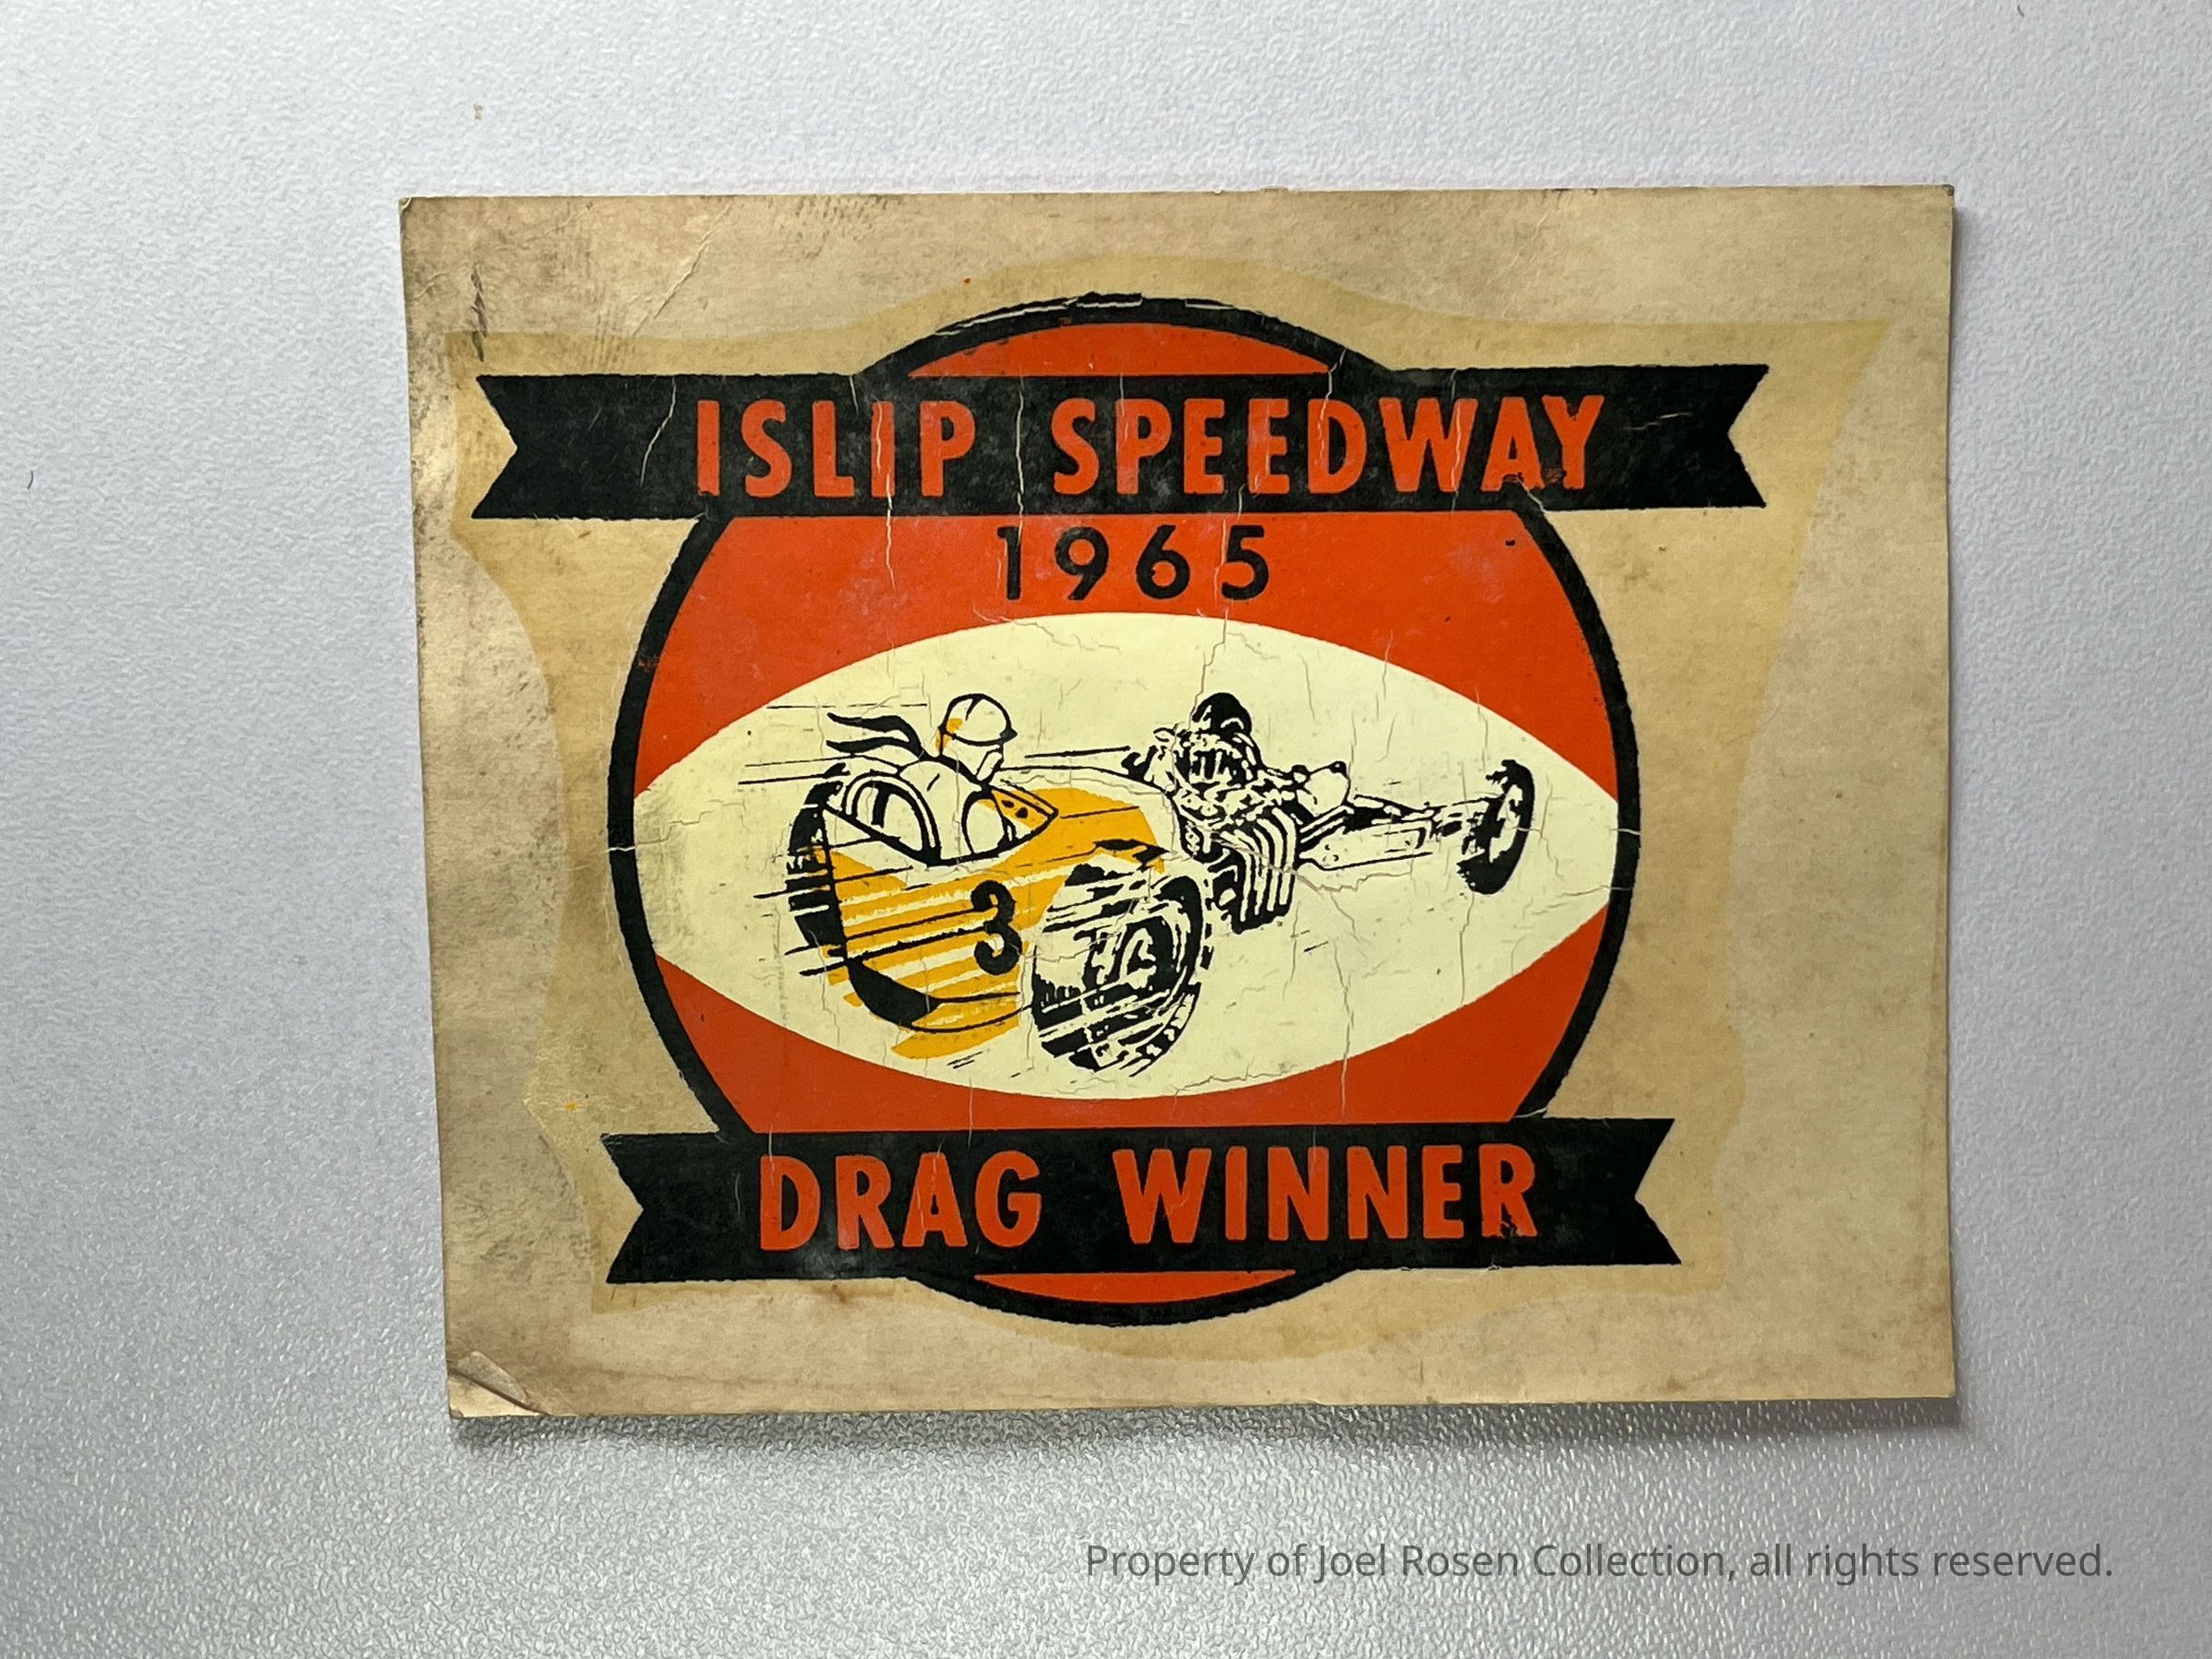 ISLIP SPEEDWAY
1965
3
DRAG WINNER
Property of Joel Rosen Collection, all rights reserved.